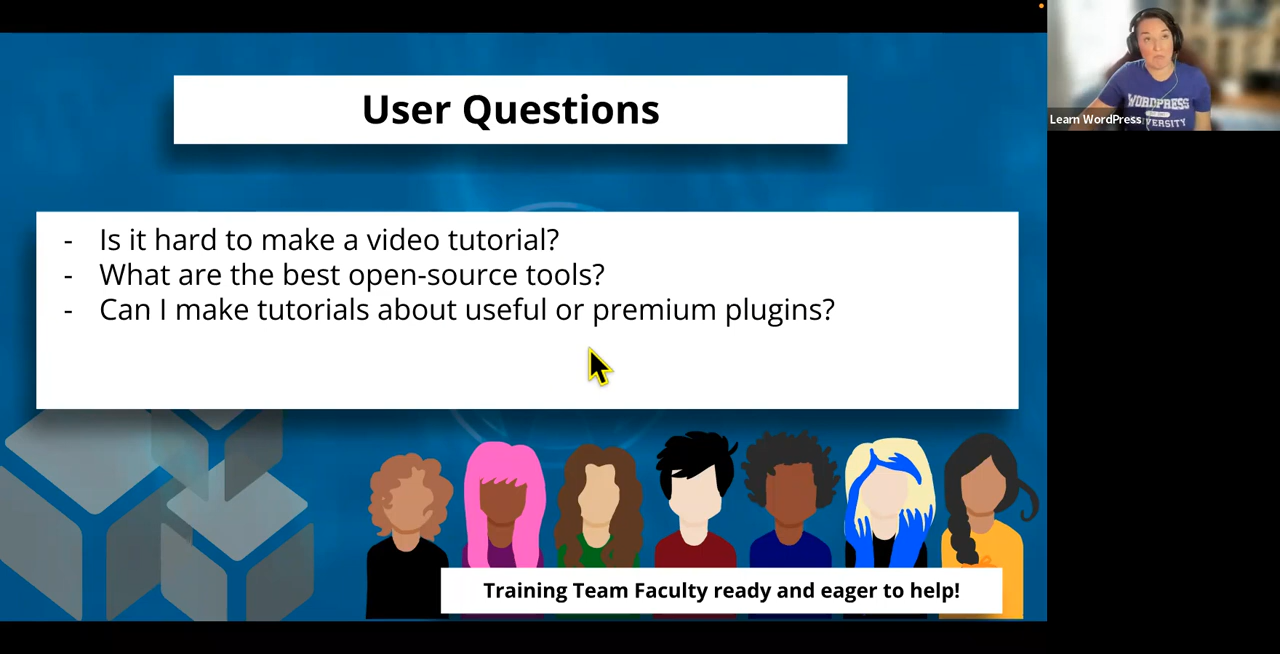 User Questions
- Is it hard to make a video tutorial?
- What are the best open-source tools?
- Can I make tutorials about useful or premium plugins?
Training Team Faculty ready and eager to help!
WORDPRESS
Learn WordPress